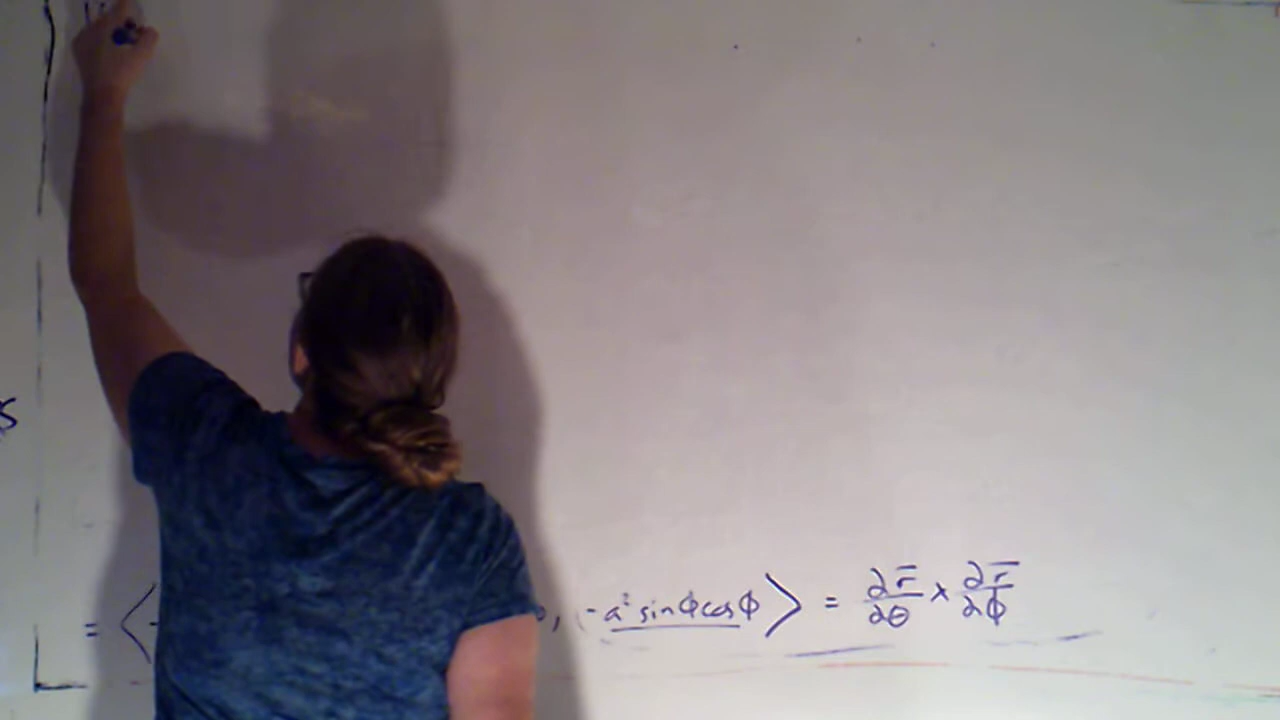 s
= ⟨- , -a² sinΦcosΦ⟩ = ∂r̄/∂θ × ∂r̄/∂Φ